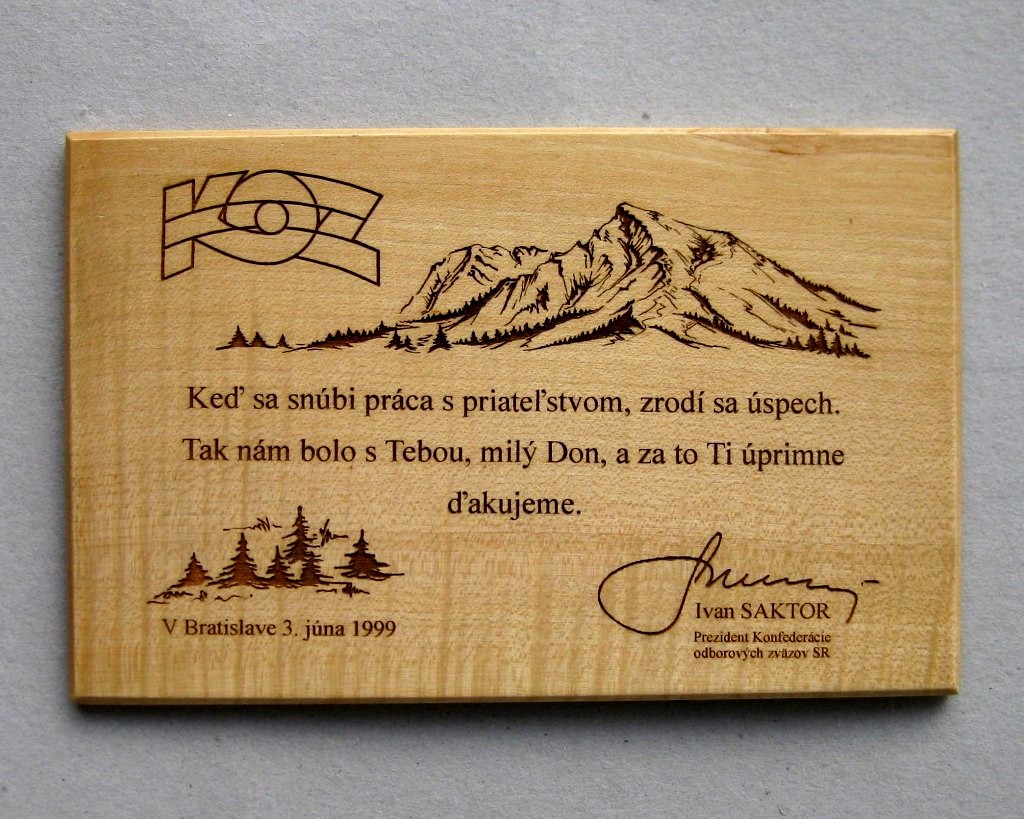 KOZ
Keď sa snúbi práca s priateľstvom, zrodí sa úspech.
Tak nám bolo s Tebou, milý Don, a za to Ti úprimne
ďakujeme.
V Bratislave 3. júna 1999
Ivan SAKTOR
Prezident Konfederácie
odborových zväzov SR